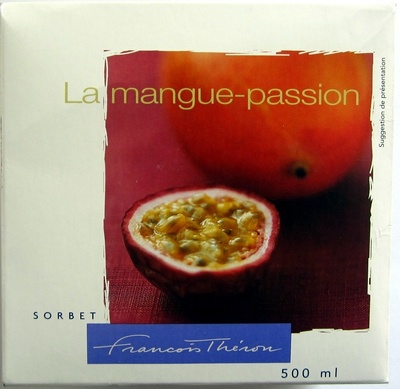 La mangue-passion
Suggestion de présentation
SORBET
François Théron
500 ml